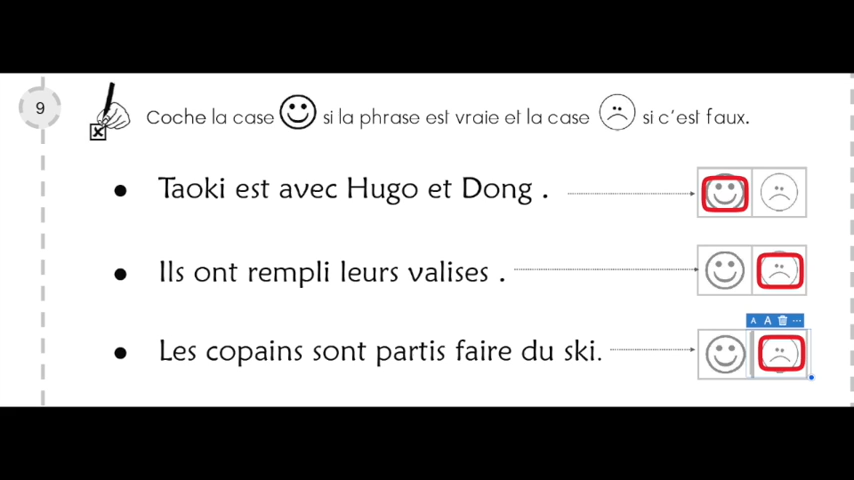 9
Coche la case si la phrase est vraie et la case si c'est faux.
● Taoki est avec Hugo et Dong .
● Ils ont rempli leurs valises .
A A ...
● Les copains sont partis faire du ski.